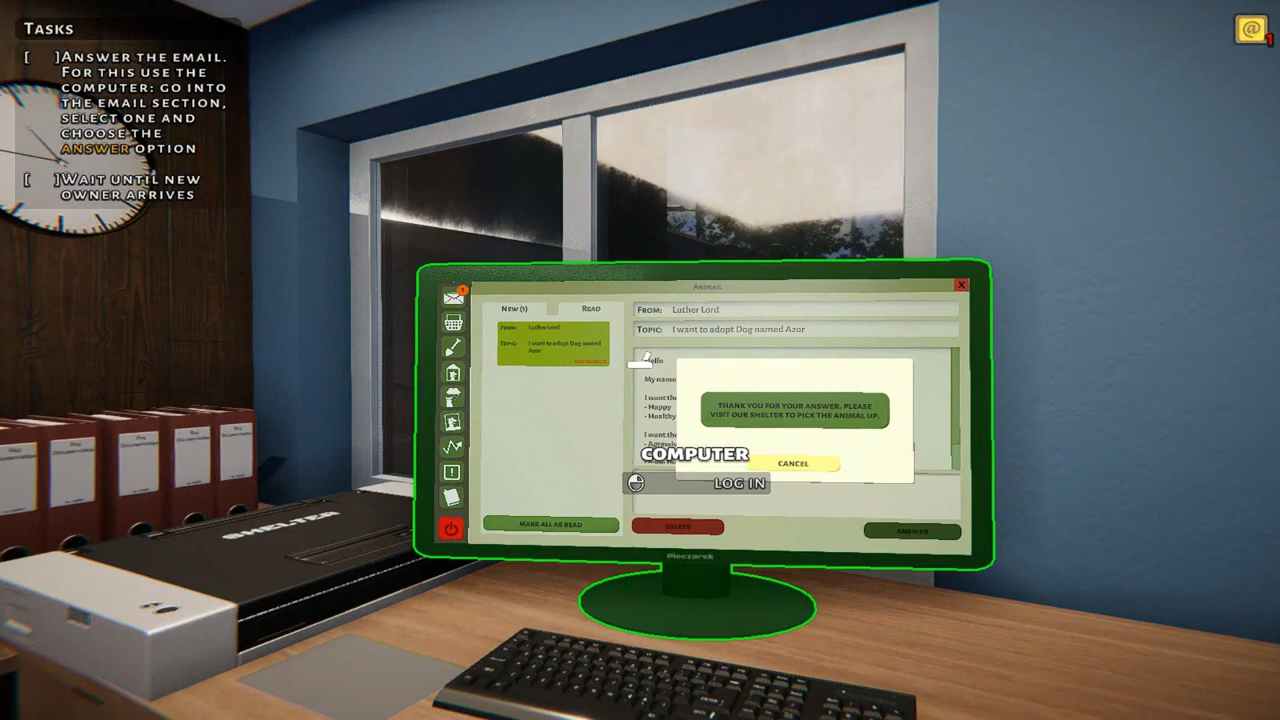 TASKS
[ ]ANSWER THE EMAIL.
FOR THIS USE THE
COMPUTER: GO INTO
THE EMAIL SECTION,
SELECT ONE AND
CHOOSE THE
ANSWER OPTION
[ ]WAIT UNTIL NEW
OWNER ARRIVES
@
1
ANIMAIL
X
NEW (1)
READ
FROM: Luther Lord
TOPIC: I want to adopt Dog named
Azor
FROM: Luther Lord
TOPIC: I want to adopt Dog named Azor
Hello
My name
I want the
- Happy
- Healthy
I want the
THANK YOU FOR YOUR ANSWER. PLEASE
VISIT OUR SHELTER TO PICK THE ANIMAL UP.
CANCEL
COMPUTER
LOG IN
MARK ALL AS READ
DELETE
ANSWER
Pieczarek
SHELTER